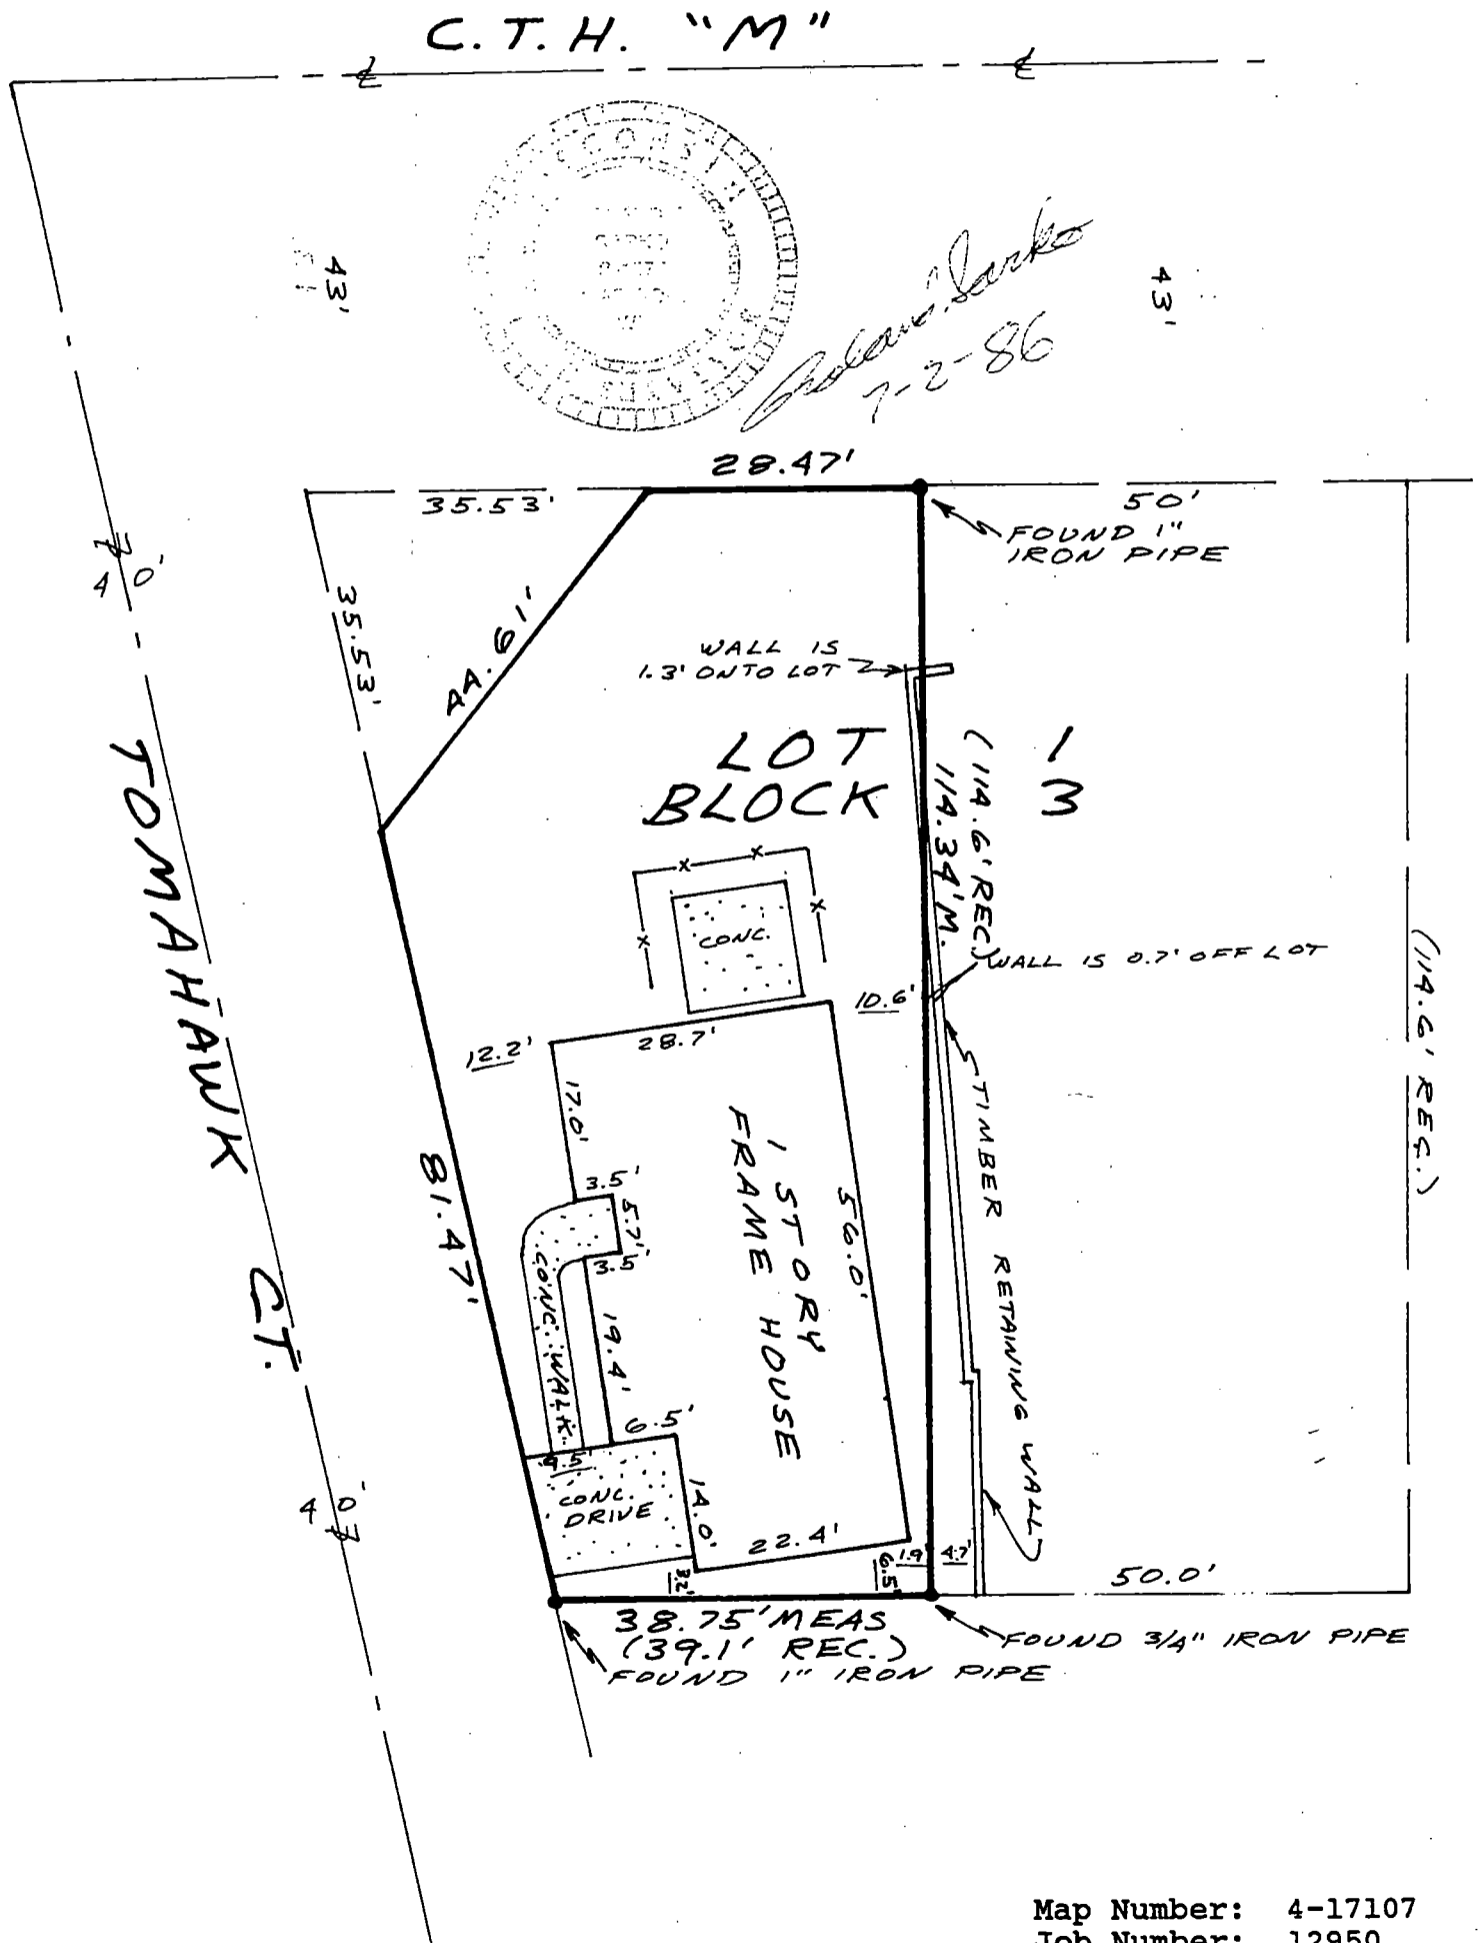 C.T.H. "M"
43'
43'
7-2-86
28.47'
35.53'
50'
FOUND 1"
IRON PIPE
40'
35.53'
44.61'
WALL IS
1.3' ONTO LOT
LOT 1
BLOCK 3
(114.6' REC.)
114.34' M.
TOMAHAWK CT.
CONC.
WALL IS 0.7' OFF LOT
(114.6' REC.)
10.6'
12.2'
28.7'
17.0'
1 STORY
FRAME HOUSE
56.0'
TIMBER RETAINING WALL
3.5'
5.7'
3.5'
81.47'
CONC. WALK
19.4'
6.5'
9.5'
CONC.
DRIVE
14.0'
22.4'
40'
3.2'
6.5'
1.9'
4.7'
50.0'
38.75' MEAS
(39.1' REC.)
FOUND 3/4" IRON PIPE
FOUND 1" IRON PIPE
Map Number: 4-17107
Job Number: 12950